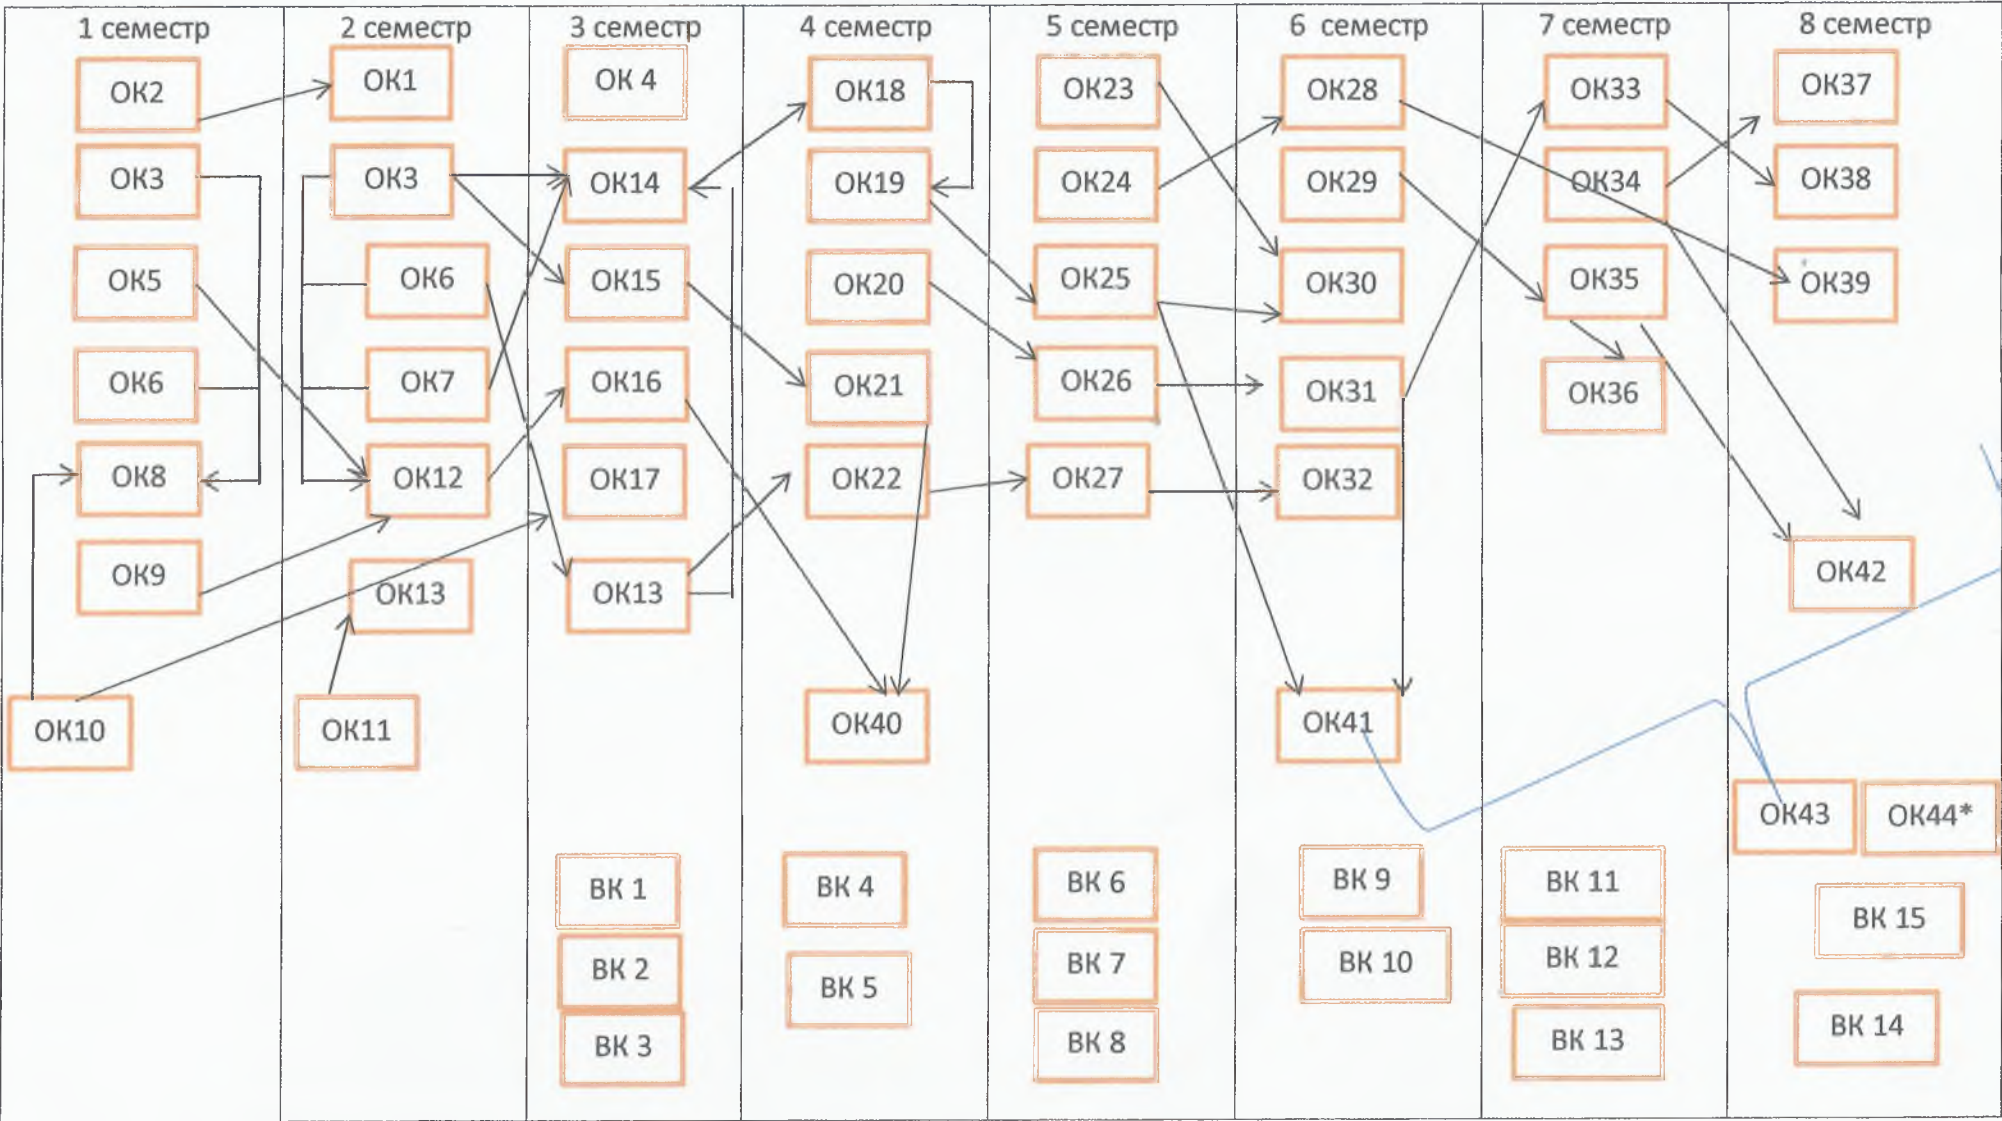 1 семестр
ОК2
ОК3
ОК5
ОК6
ОК8
ОК9
ОК10
2 семестр
ОК1
ОК3
ОК6
ОК7
ОК12
ОК13
ОК11
3 семестр
ОК 4
ОК14
ОК15
ОК16
ОК17
ОК13
ВК 1
ВК 2
ВК 3
4 семестр
ОК18
ОК19
ОК20
ОК21
ОК22
ОК40
ВК 4
ВК 5
5 семестр
ОК23
ОК24
ОК25
ОК26
ОК27
ВК 6
ВК 7
ВК 8
6 семестр
ОК28
ОК29
ОК30
ОК31
ОК32
ОК41
ВК 9
ВК 10
7 семестр
ОК33
ОК34
ОК35
ОК36
ВК 11
ВК 12
ВК 13
8 семестр
ОК37
ОК38
ОК39
ОК42
ОК43
ОК44*
ВК 15
ВК 14